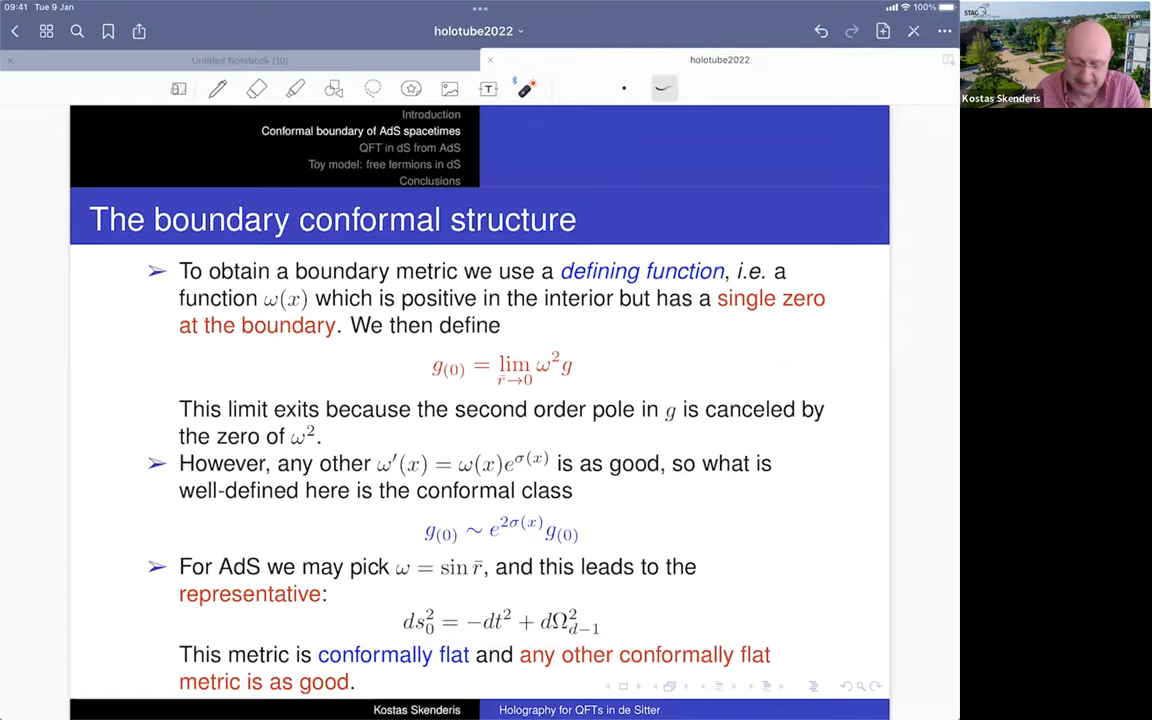 09:41 Tue 9 Jan
100%
holotube2022
Untitled Notebook (10)
holotube2022
STAG
Southampton
Kostas Skenderis
Introduction
Conformal boundary of AdS spacetimes
QFT in dS from AdS
Toy model: free fermions in dS
Conclusions
The boundary conformal structure
➢ To obtain a boundary metric we use a defining function, i.e. a
function ω(x) which is positive in the interior but has a single zero
at the boundary. We then define
g₍₀₎ = lim_{r̄→0} ω²g
This limit exits because the second order pole in g is canceled by
the zero of ω².
➢ However, any other ω′(x) = ω(x)e^{σ(x)} is as good, so what is
well-defined here is the conformal class
g₍₀₎ ∼ e^{2σ(x)}g₍₀₎
➢ For AdS we may pick ω = sin r̄, and this leads to the
representative:
ds₀² = −dt² + dΩ²_{d−1}
This metric is conformally flat and any other conformally flat
metric is as good.
Kostas Skenderis
Holography for QFTs in de Sitter